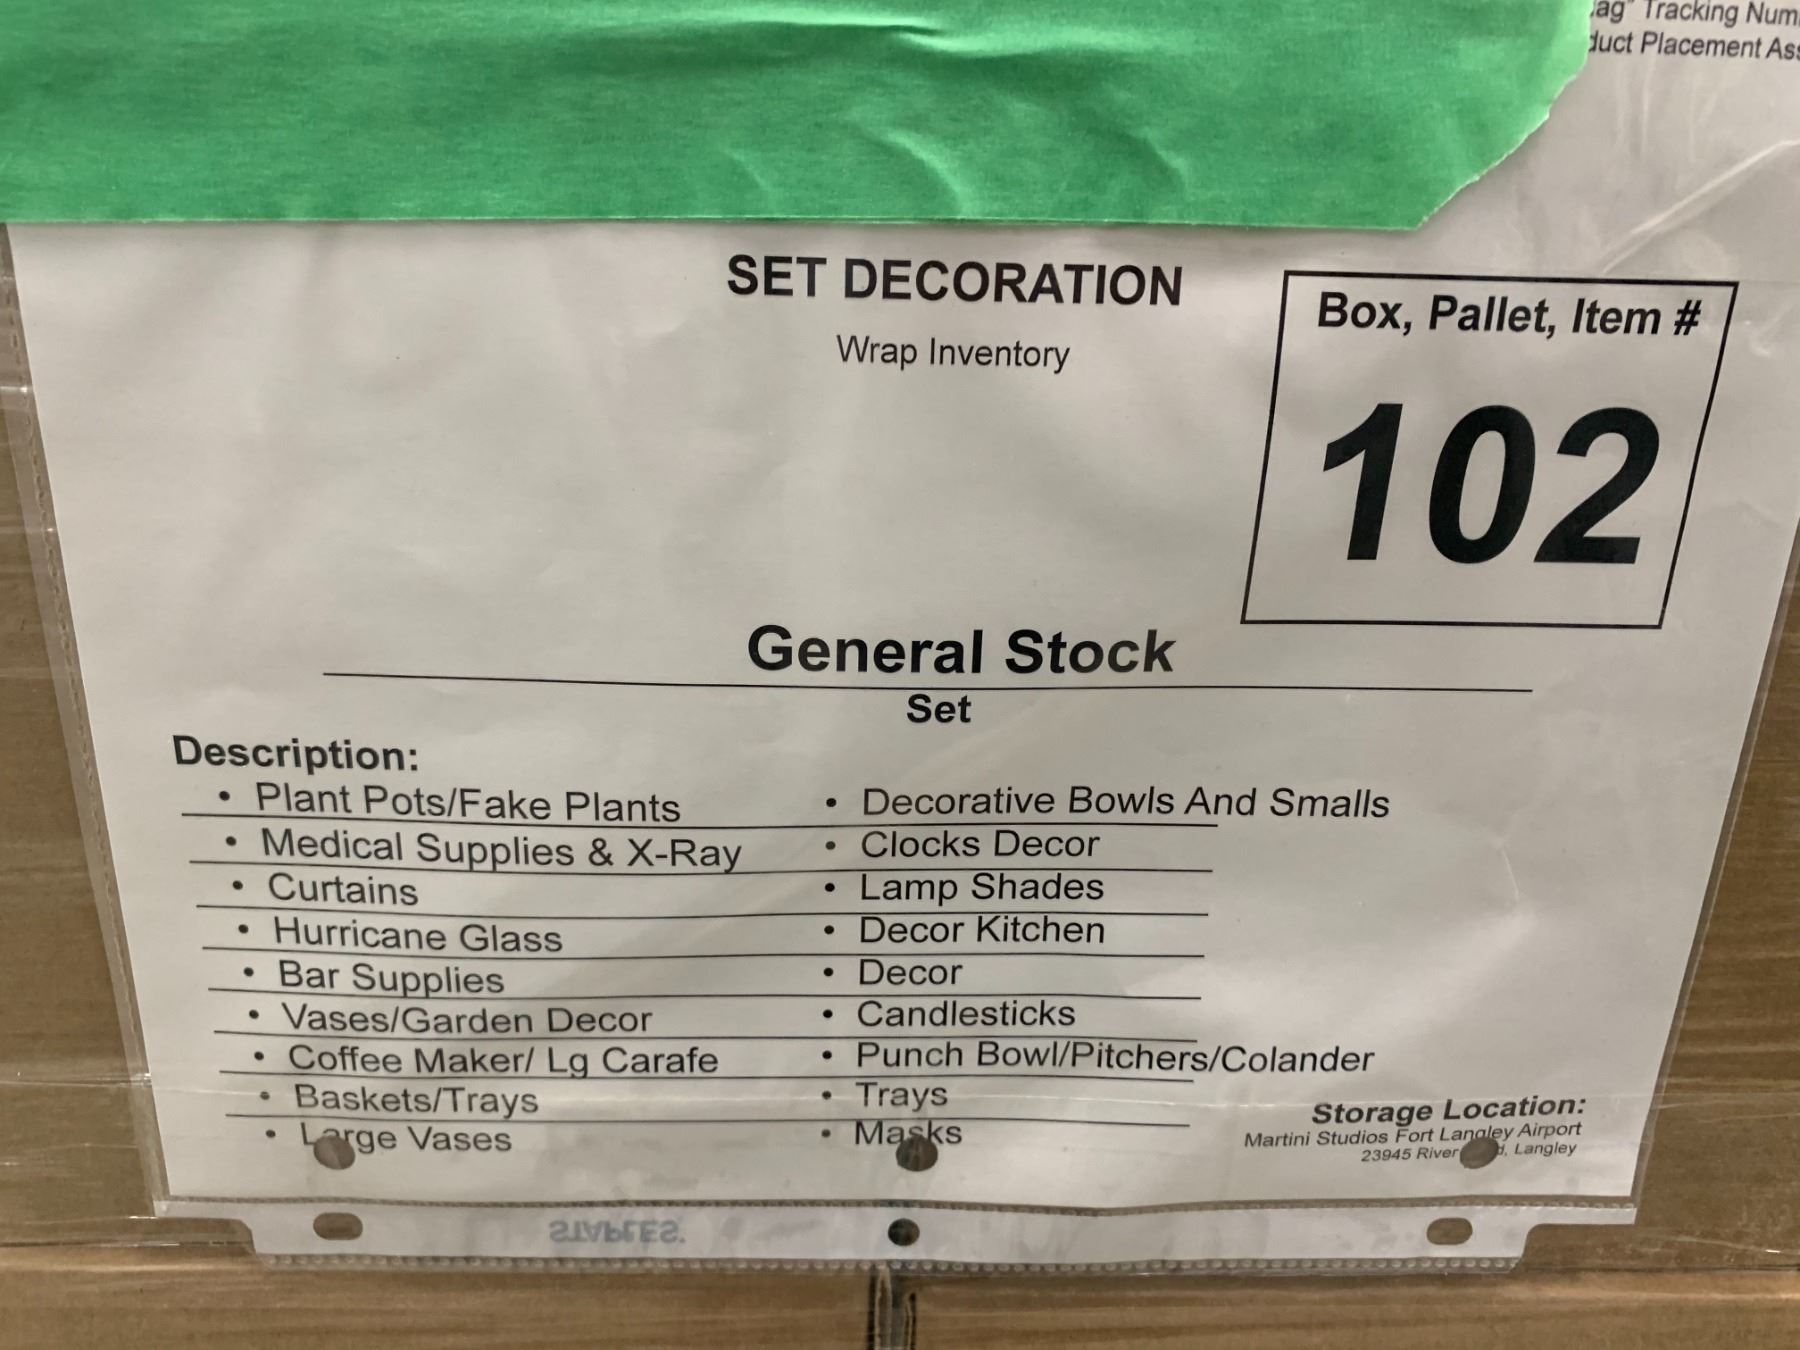 Tracking
Placement
SET DECORATION
Wrap Inventory
Box, Pallet, Item #
102
General Stock
Set
Description:
• Plant Pots/Fake Plants
• Medical Supplies & X-Ray
• Curtains
• Hurricane Glass
• Bar Supplies
• Vases/Garden Decor
• Coffee Maker/ Lg Carafe
• Baskets/Trays
• Large Vases
• Decorative Bowls And Smalls
• Clocks Decor
• Lamp Shades
• Decor Kitchen
• Decor
• Candlesticks
• Punch Bowl/Pitchers/Colander
• Trays
• Masks
Storage Location:
Martini Studios Fort Langley Airport
23945 River Langley
STAPLES.